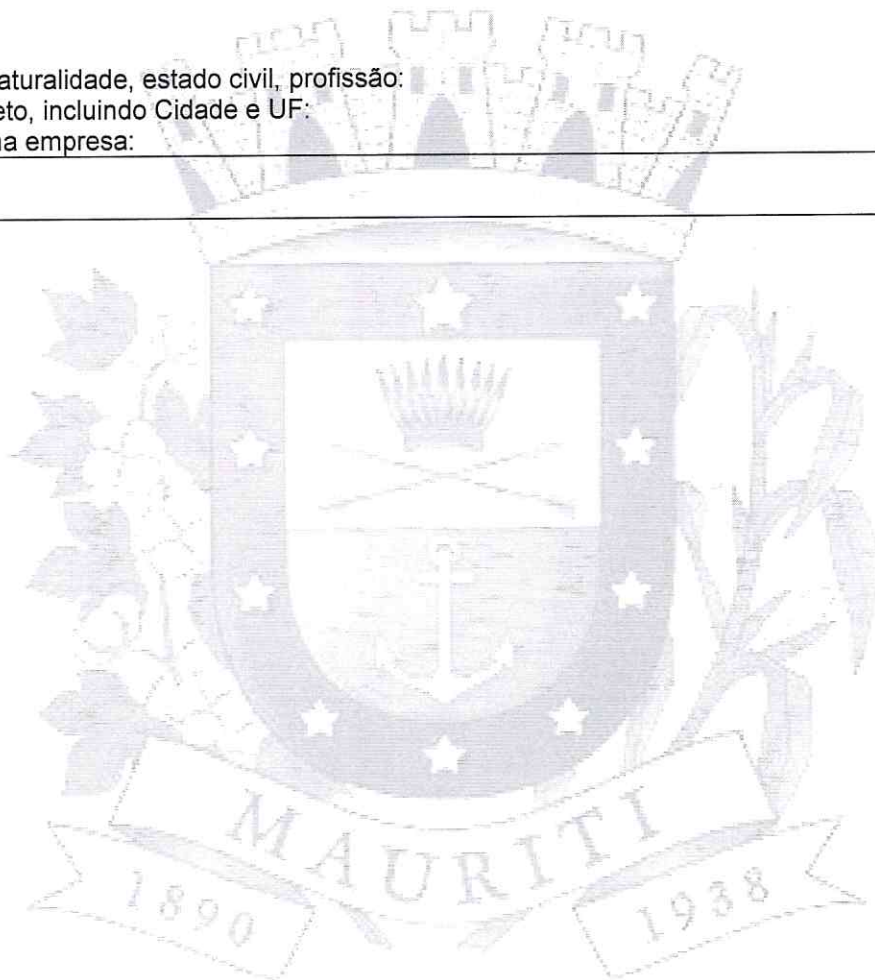 aturalidade, estado civil, profissão:
eto, incluindo Cidade e UF:
na empresa:
MAURITI
1890
1938